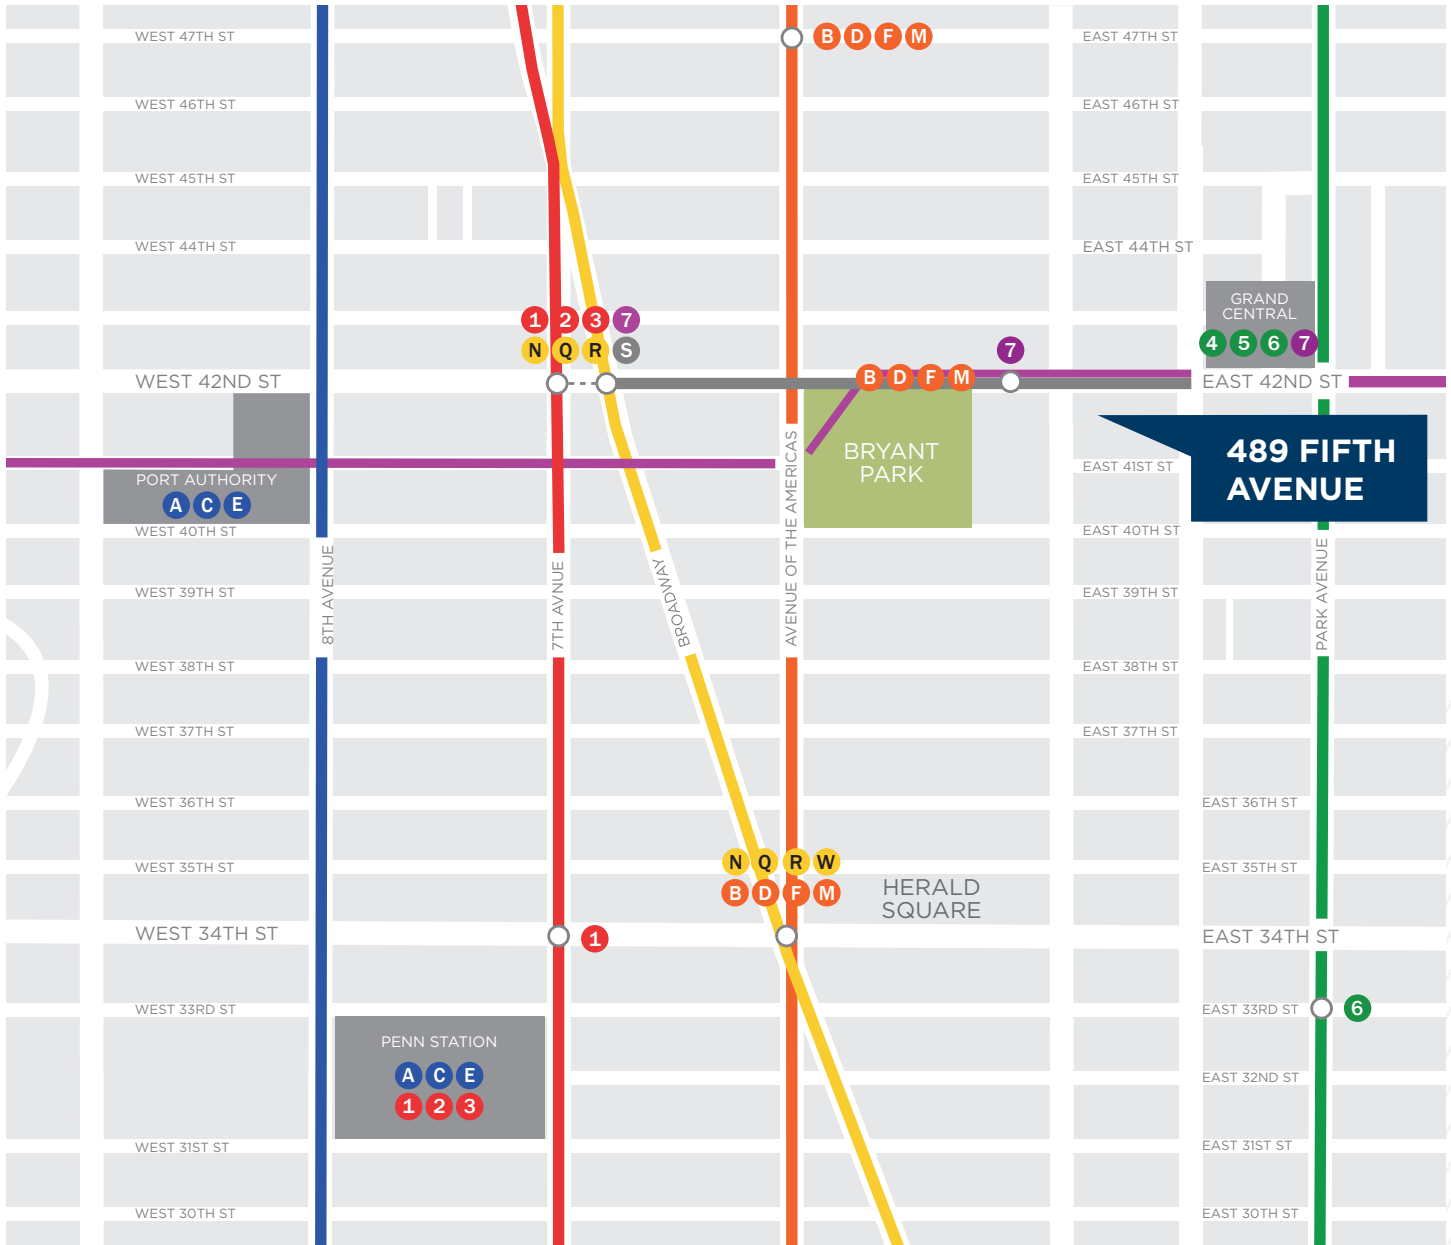 WEST 47TH ST
B D F M
EAST 47TH ST
WEST 46TH ST
EAST 46TH ST
WEST 45TH ST
EAST 45TH ST
WEST 44TH ST
EAST 44TH ST
GRAND
CENTRAL
4 5 6 7
1 2 3 7
N Q R S
7
WEST 42ND ST
B D F M
EAST 42ND ST
BRYANT
PARK
489 FIFTH
AVENUE
EAST 41ST ST
PORT AUTHORITY
A C E
WEST 40TH ST
EAST 40TH ST
8TH AVENUE
7TH AVNUE
BROADWAY
AVENUE OF THE AMERICAS
PARK AVENUE
WEST 39TH ST
EAST 39TH ST
WEST 38TH ST
EAST 38TH ST
WEST 37TH ST
EAST 37TH ST
WEST 36TH ST
EAST 36TH ST
WEST 35TH ST
EAST 35TH ST
N Q R W
B D F M
HERALD
SQUARE
WEST 34TH ST
1
EAST 34TH ST
WEST 33RD ST
EAST 33RD ST
6
PENN STATION
A C E
1 2 3
EAST 32ND ST
WEST 31ST ST
EAST 31ST ST
WEST 30TH ST
EAST 30TH ST